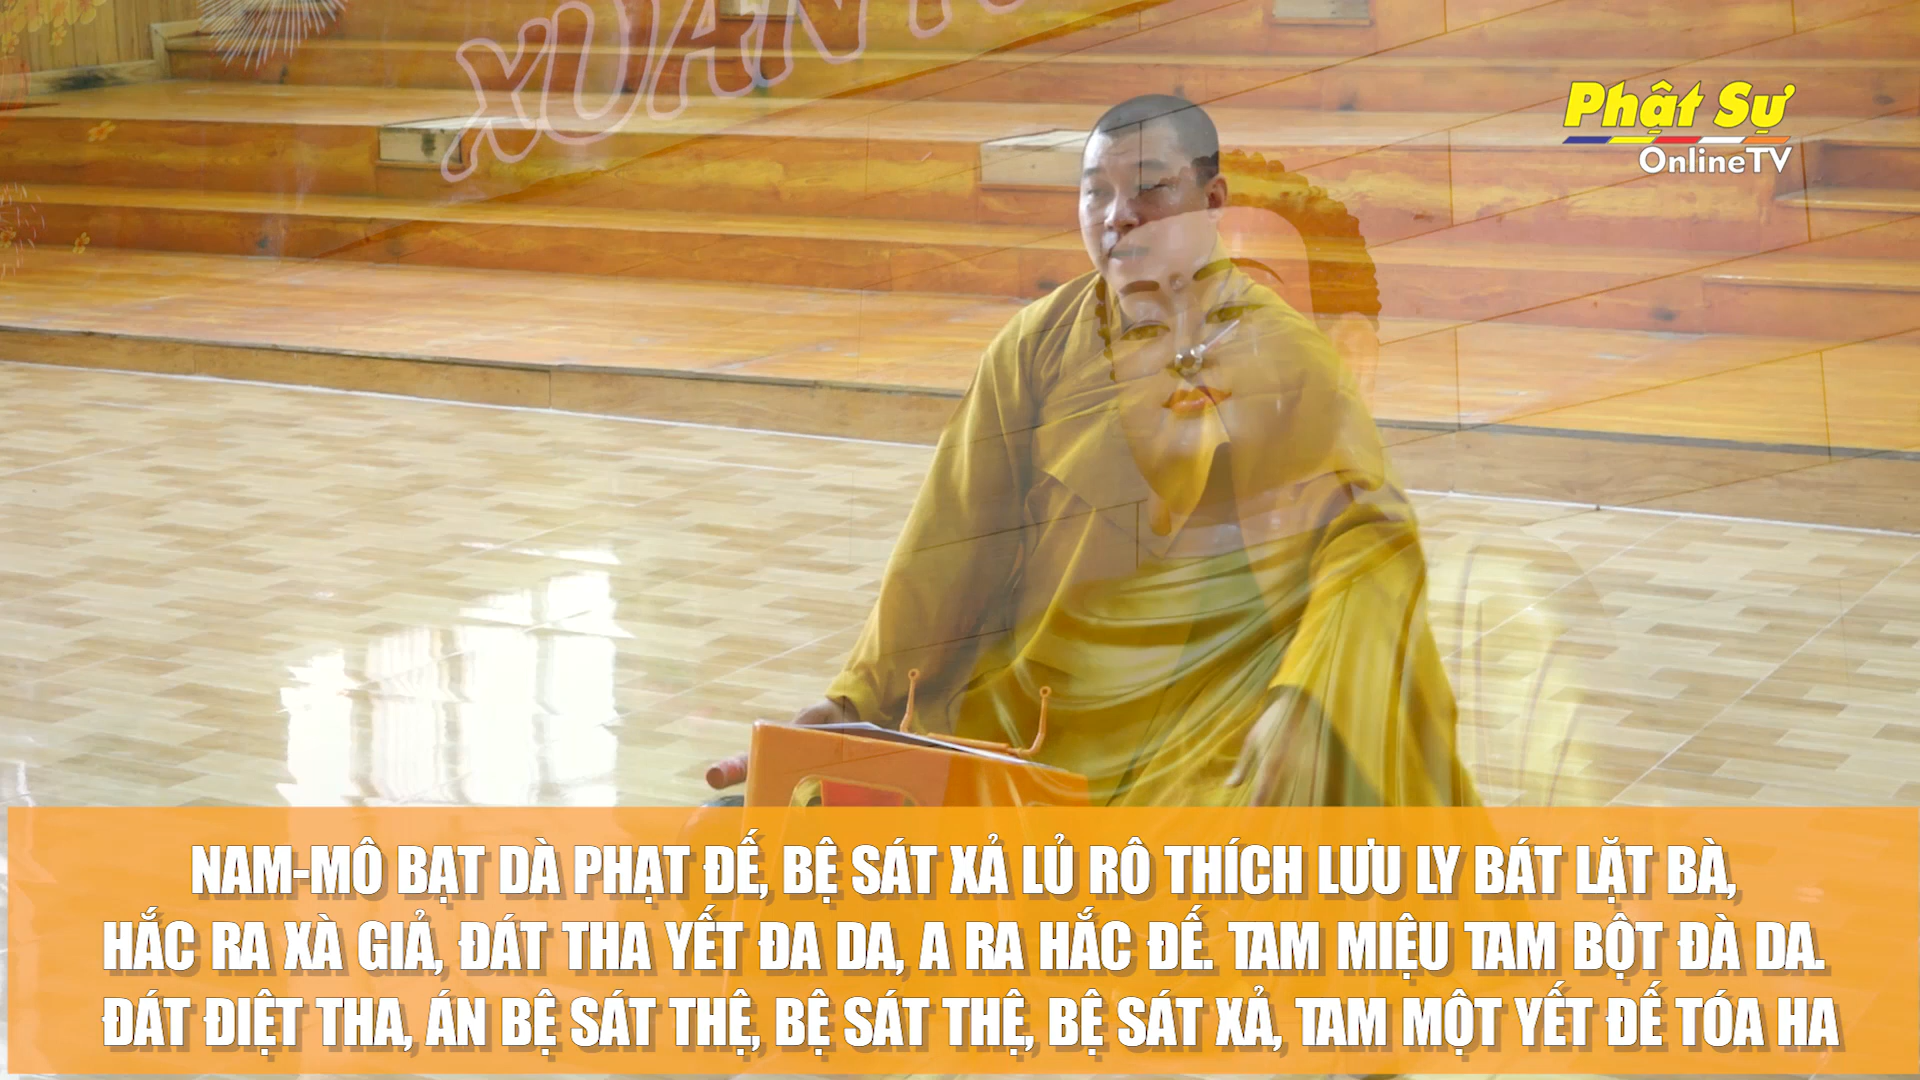 XUÂN
Phật Sự
OnlineTV
NAM-MÔ BẠT DÀ PHẠT ĐẾ, BỆ SÁT XẢ LỦ RÔ THÍCH LƯU LY BÁT LẶT BÀ,
HẮC RA XÀ GIẢ, ĐÁT THA YẾT ĐA DA, A RA HẮC ĐẾ. TAM MIỆU TAM BỘT ĐÀ DA.
ĐÁT ĐIỆT THA, ÁN BỆ SÁT THỆ, BỆ SÁT THỆ, BỆ SÁT XẢ, TAM MỘT YẾT ĐẾ TÓA HA